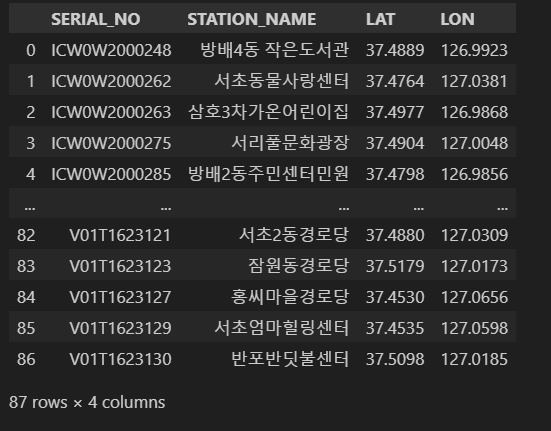 SERIAL_NO STATION_NAME LAT LON
0 ICW0W2000248 방배4동 작은도서관 37.4889 126.9923
1 ICW0W2000262 서초동물사랑센터 37.4764 127.0381
2 ICW0W2000263 삼호3차가온어린이집 37.4977 126.9868
3 ICW0W2000275 서리풀문화광장 37.4904 127.0048
4 ICW0W2000285 방배2동주민센터민원 37.4798 126.9856
... ... ... ... ...
82 V01T1623121 서초2동경로당 37.4880 127.0309
83 V01T1623123 잠원동경로당 37.5179 127.0173
84 V01T1623127 홍씨마을경로당 37.4530 127.0656
85 V01T1623129 서초엄마힐링센터 37.4535 127.0598
86 V01T1623130 반포반딧불센터 37.5098 127.0185
87 rows × 4 columns